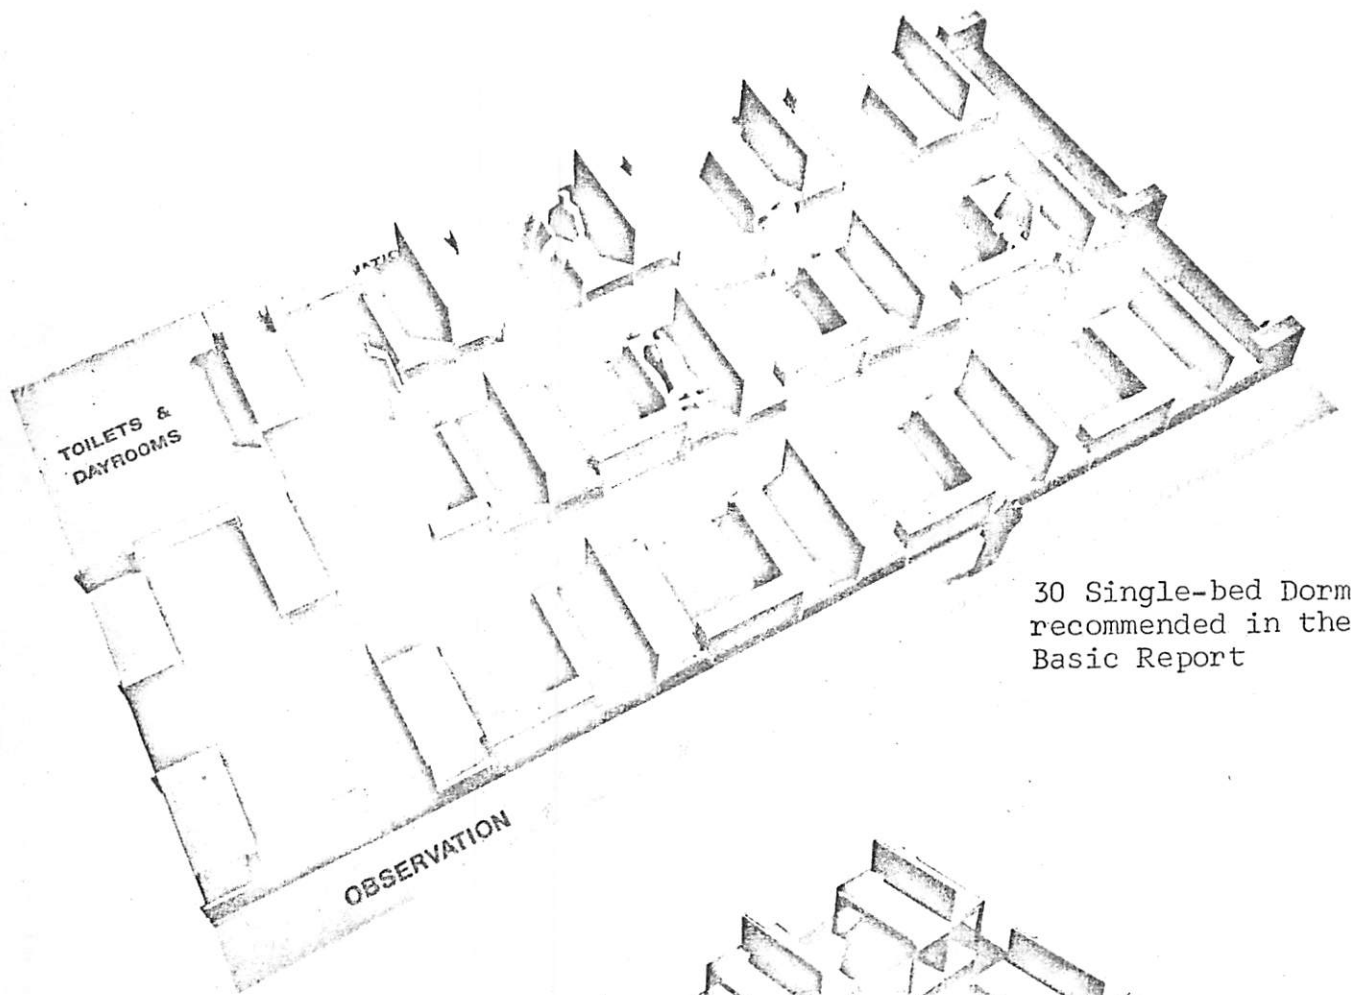 TOILETS &
DAYROOMS
OBSERVATION
30 Single-bed Dorm
recommended in the
Basic Report